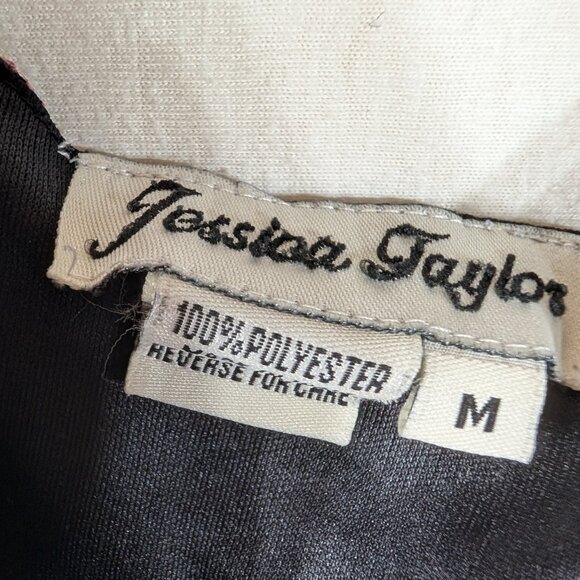 Jessica Taylor
100% POLYESTER
REVERSE FOR CARE
M